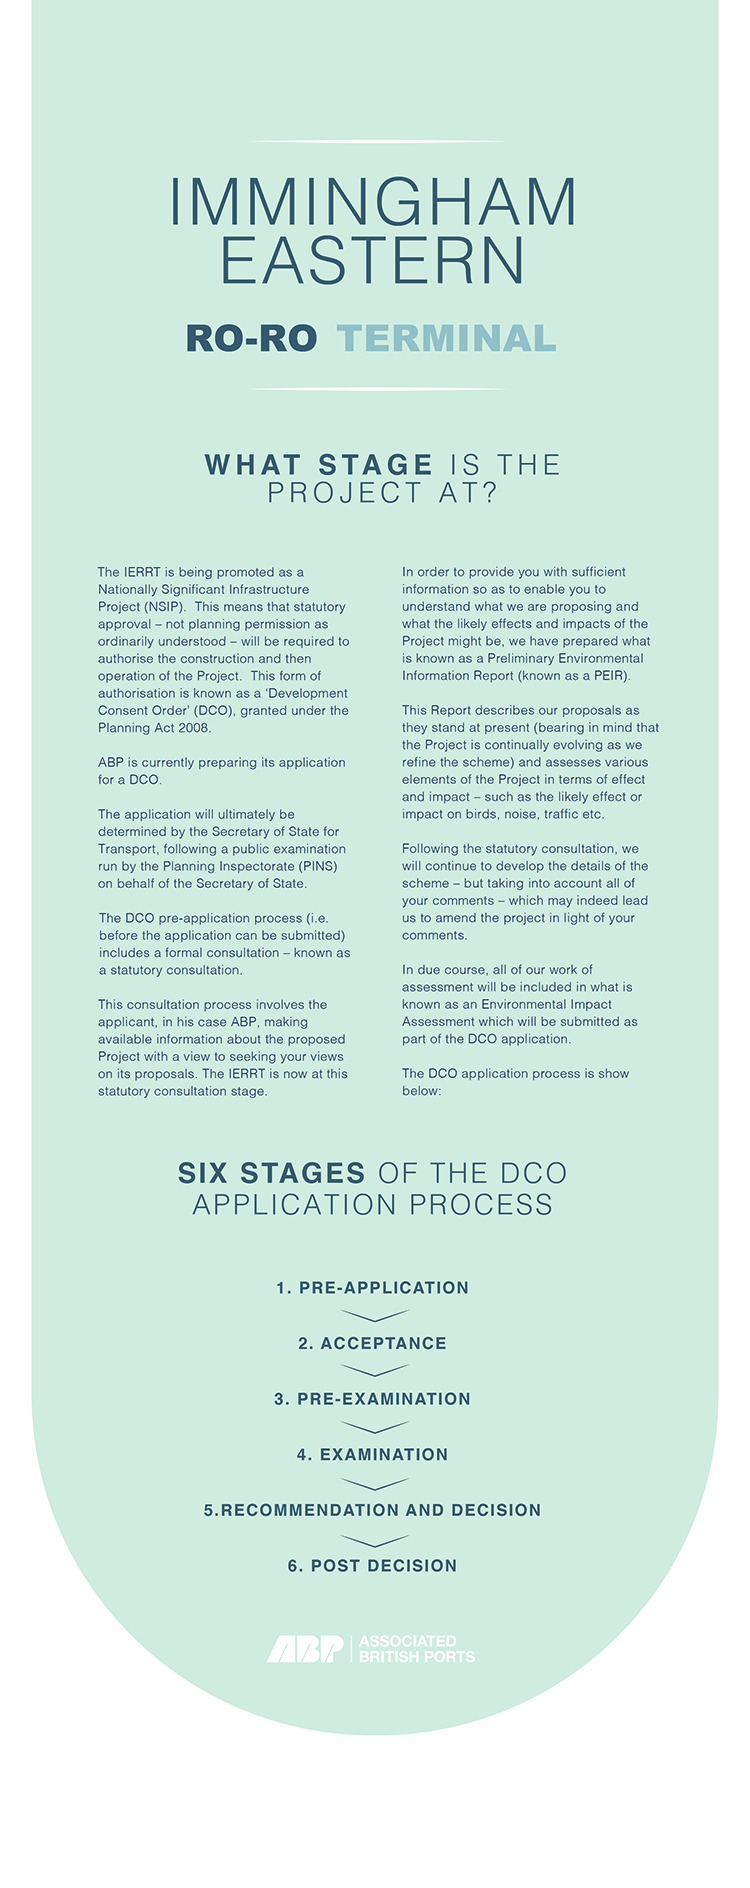 IMMINGHAM
EASTERN
RO-RO TERMINAL
WHAT STAGE IS THE
PROJECT AT?
The IERRT is being promoted as a
Nationally Significant Infrastructure
Project (NSIP).  This means that statutory
approval – not planning permission as
ordinarily understood – will be required to
authorise the construction and then
operation of the Project.  This form of
authorisation is known as a 'Development
Consent Order' (DCO), granted under the
Planning Act 2008.
ABP is currently preparing its application
for a DCO.
The application will ultimately be
determined by the Secretary of State for
Transport, following a public examination
run by the Planning Inspectorate (PINS)
on behalf of the Secretary of State.
The DCO pre-application process (i.e.
before the application can be submitted)
includes a formal consultation – known as
a statutory consultation.
This consultation process involves the
applicant, in his case ABP, making
available information about the proposed
Project with a view to seeking your views
on its proposals. The IERRT is now at this
statutory consultation stage.
In order to provide you with sufficient
information so as to enable you to
understand what we are proposing and
what the likely effects and impacts of the
Project might be, we have prepared what
is known as a Preliminary Environmental
Information Report (known as a PEIR).
This Report describes our proposals as
they stand at present (bearing in mind that
the Project is continually evolving as we
refine the scheme) and assesses various
elements of the Project in terms of effect
and impact – such as the likely effect or
impact on birds, noise, traffic etc.
Following the statutory consultation, we
will continue to develop the details of the
scheme – but taking into account all of
your comments – which may indeed lead
us to amend the project in light of your
comments.
In due course, all of our work of
assessment will be included in what is
known as an Environmental Impact
Assessment which will be submitted as
part of the DCO application.
The DCO application process is show
below:
SIX STAGES OF THE DCO
APPLICATION PROCESS
1. PRE-APPLICATION
2. ACCEPTANCE
3. PRE-EXAMINATION
4. EXAMINATION
5.RECOMMENDATION AND DECISION
6. POST DECISION
ABP ASSOCIATED
BRITISH PORTS